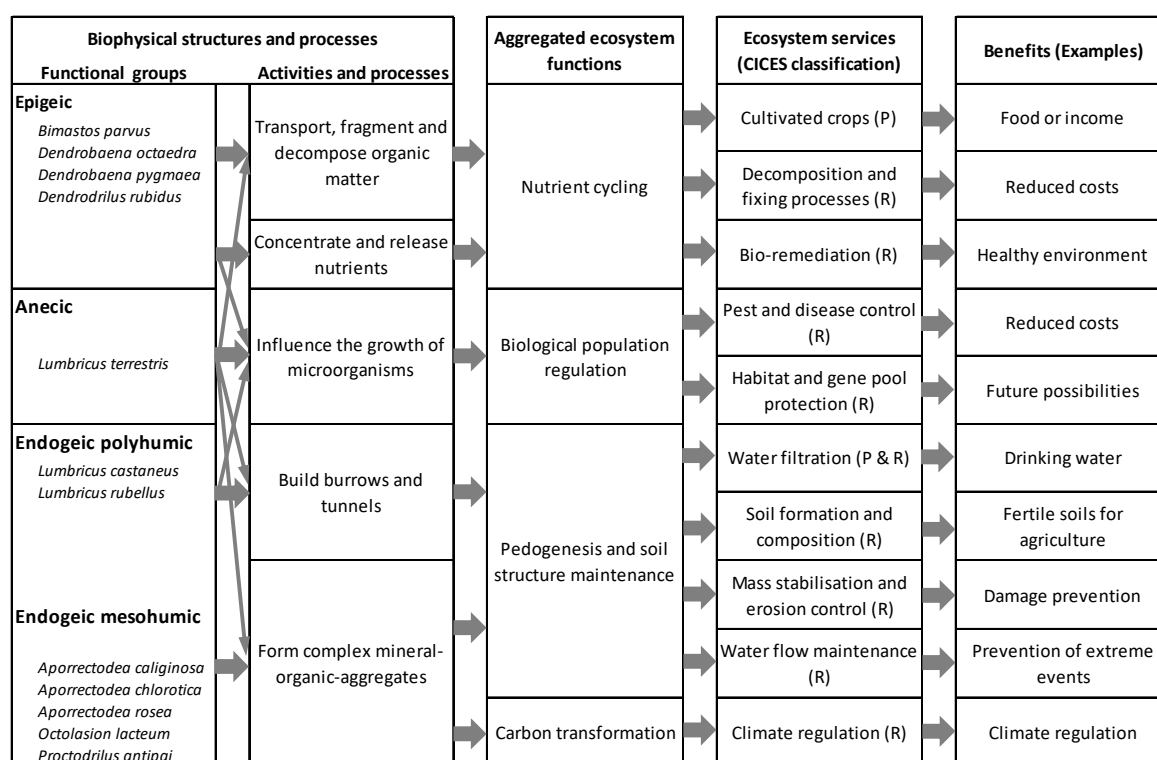 Biophysical structures and processes
Functional groups
Activities and processes
Aggregated ecosystem
functions
Ecosystem services
(CICES classification)
Benefits (Examples)
Epigeic
Bimastos parvus
Dendrobaena octaedra
Dendrobaena pygmaea
Dendrodrilus rubidus
Anecic
Lumbricus terrestris
Endogeic polyhumic
Lumbricus castaneus
Lumbricus rubellus
Endogeic mesohumic
Aporrectodea caliginosa
Aporrectodea chlorotica
Aporrectodea rosea
Octolasion lacteum
Proctodrilus antipai
Transport, fragment and
decompose organic
matter
Concentrate and release
nutrients
Influence the growth of
microorganisms
Build burrows and
tunnels
Form complex mineral-
organic-aggregates
Nutrient cycling
Biological population
regulation
Pedogenesis and soil
structure maintenance
Carbon transformation
Cultivated crops (P)
Decomposition and
fixing processes (R)
Bio-remediation (R)
Pest and disease control
(R)
Habitat and gene pool
protection (R)
Water filtration (P & R)
Soil formation and
composition (R)
Mass stabilisation and
erosion control (R)
Water flow maintenance
(R)
Climate regulation (R)
Food or income
Reduced costs
Healthy environment
Reduced costs
Future possibilities
Drinking water
Fertile soils for
agriculture
Damage prevention
Prevention of extreme
events
Climate regulation